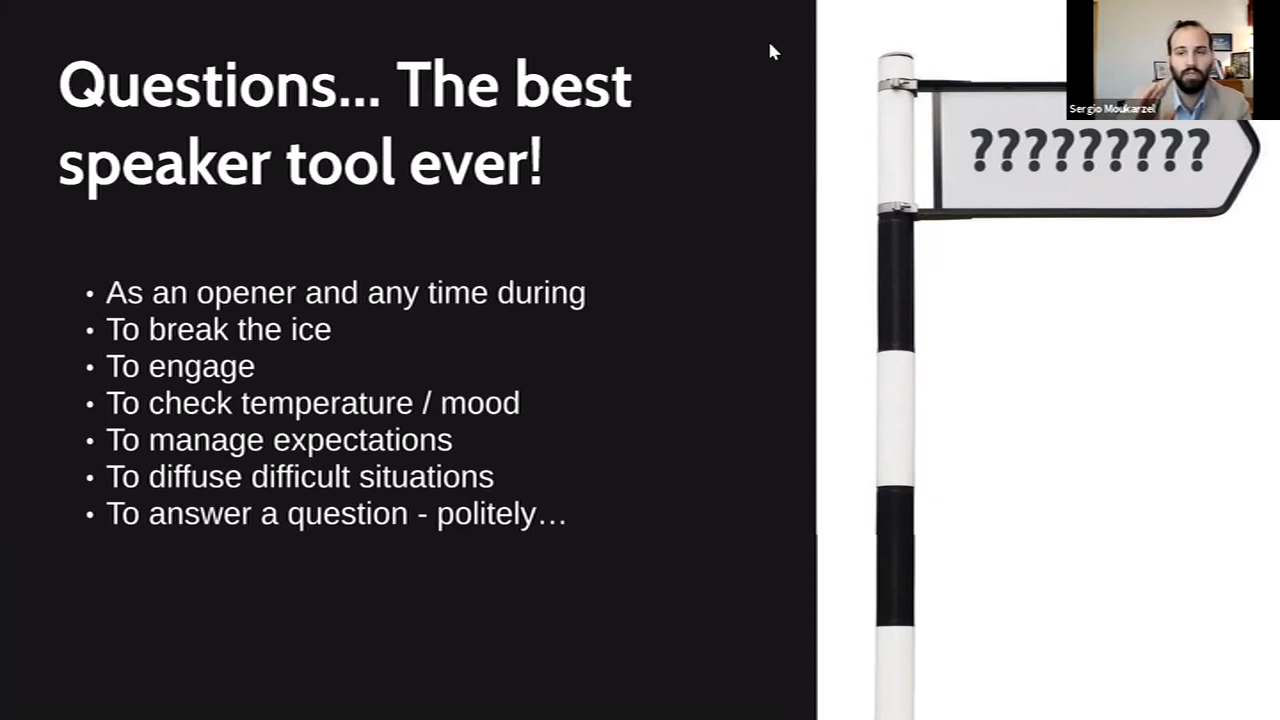 Questions... The best
speaker tool ever!
• As an opener and any time during
• To break the ice
• To engage
• To check temperature / mood
• To manage expectations
• To diffuse difficult situations
• To answer a question - politely…
?????????
Sergio Moukarzel